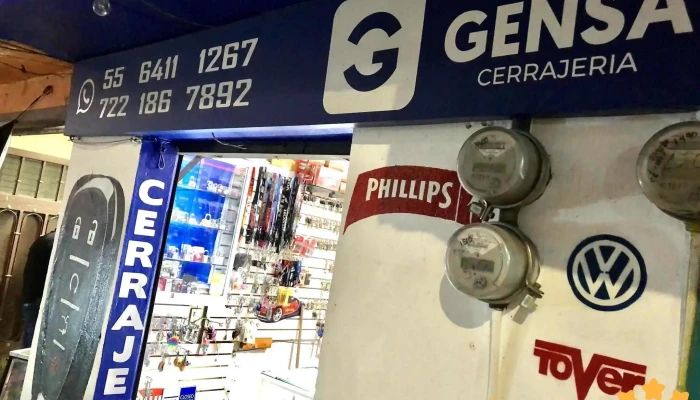 55 6411 1267
722 186 7892
G
GENSA
CERRAJERIA
CERRAJE
PHILLIPS
VW
TOVER